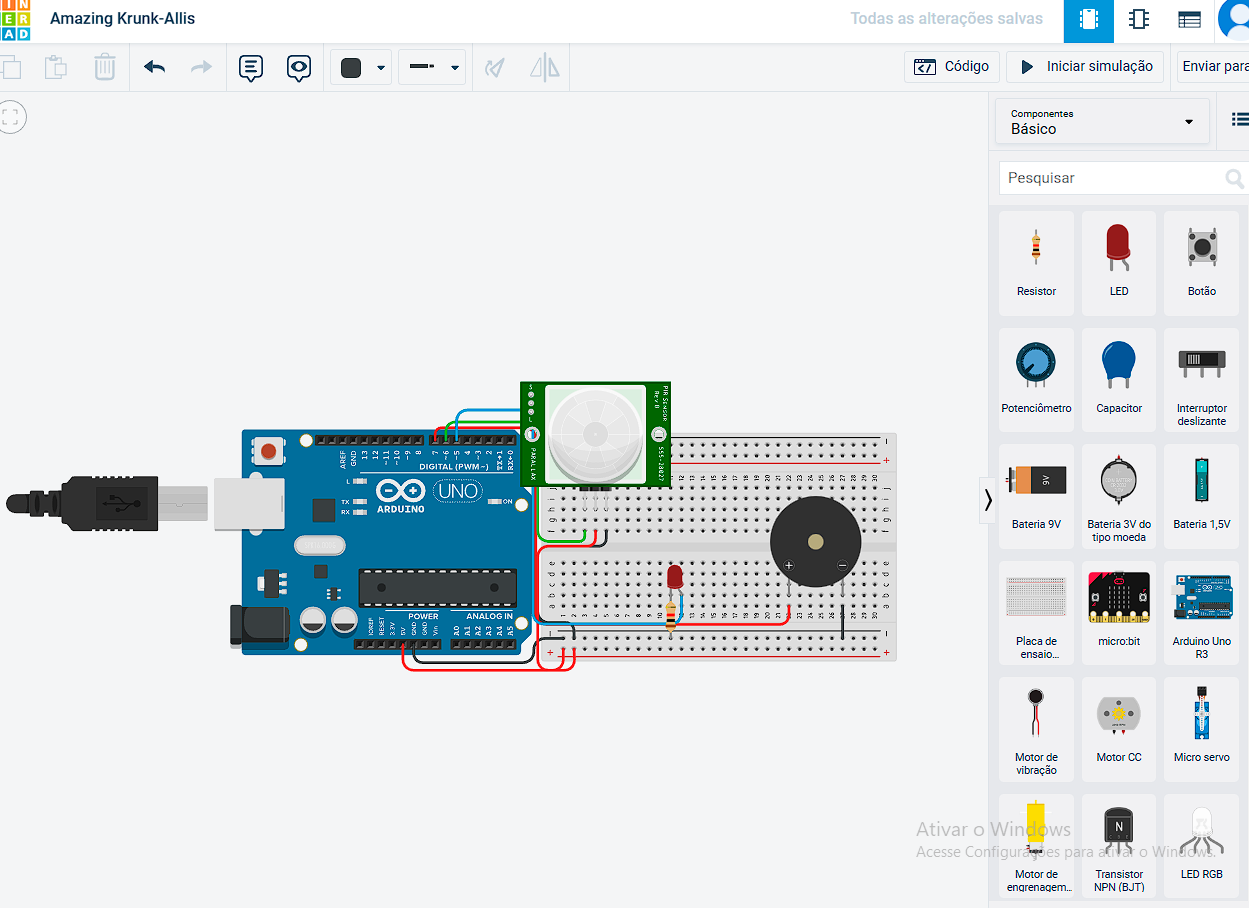 IN
ER
AD
Amazing Krunk-Allis
Todas as alterações salvas
Código
Iniciar simulação
Enviar para
Componentes
Básico
Pesquisar
Resistor
LED
Botão
Potenciômetro
Capacitor
Interruptor
deslizante
9V
Bateria 9V
Bateria 3V do
tipo moeda
Bateria 1,5V
Placa de
ensaio...
micro:bit
Arduino Uno
R3
Motor de
vibração
Motor CC
Micro servo
Motor de
engrenagem...
N
Transistor
NPN (BJT)
LED RGB
PIR SENSOR
Rev B
PARALLAX
555-28027
AREF
GND
13
12
~11
~10
~9
8
7
~6
~5
4
~3
2
TX→1
RX←0
DIGITAL (PWM~)
L
TX
RX
ARDUINO
UNO
ON
POWER
ANALOG IN
IOREF
RESET
3.3V
5V
GND
GND
Vin
A0
A1
A2
A3
A4
A5
Ativar o Windows
Acesse Configurações para ativar o Windows.